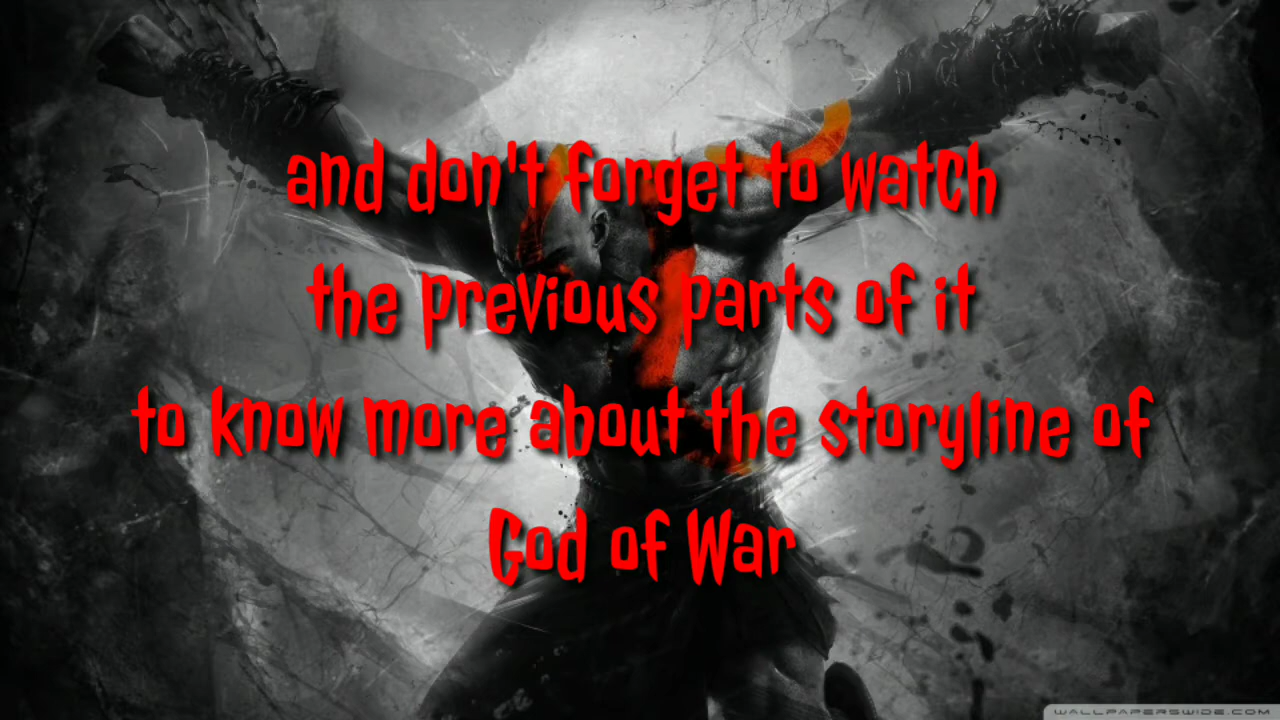 and don't forget to watch
the previous parts of it
to know more about the storyline of
God of War
WALLPAPERSWIDE.COM